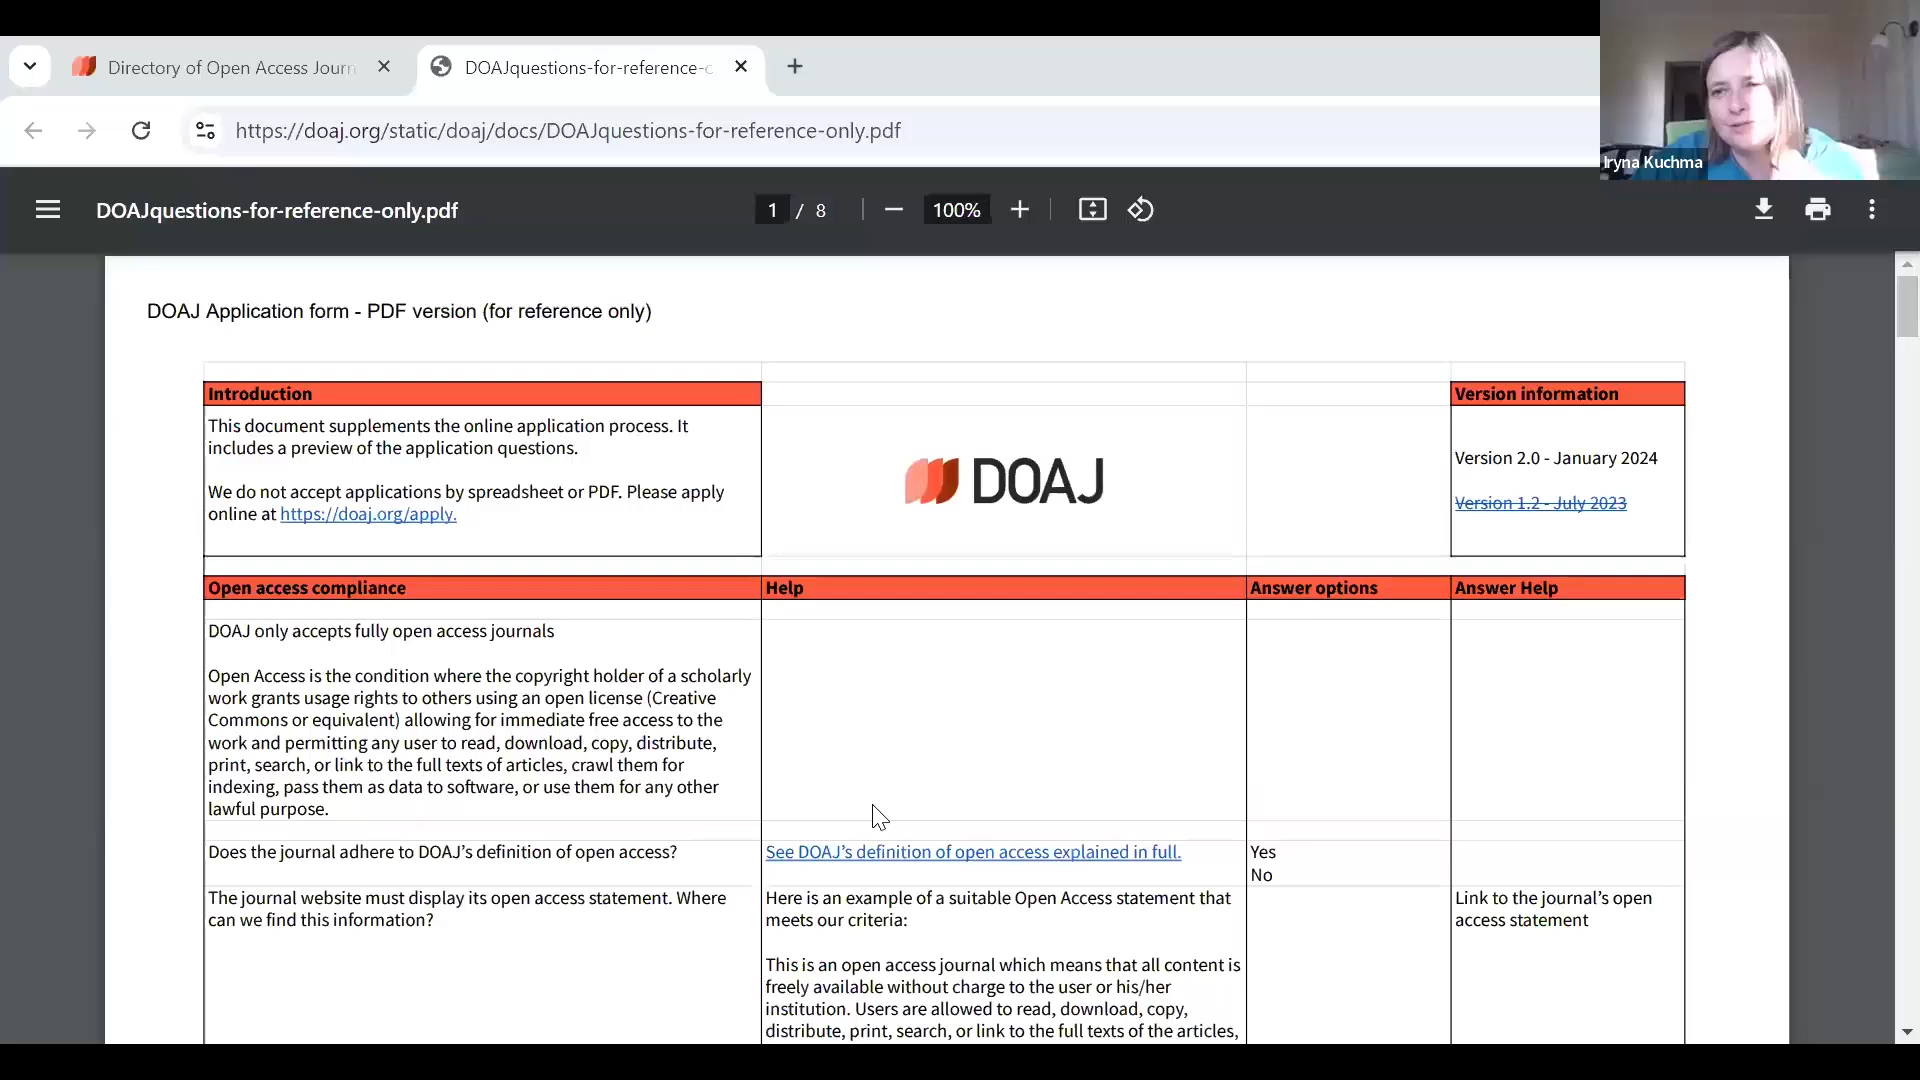 Directory of Open Access Journ
DOAJquestions-for-reference-c
https://doaj.org/static/doaj/docs/DOAJquestions-for-reference-only.pdf
Iryna Kuchma
DOAJquestions-for-reference-only.pdf
1 / 8
100%
DOAJ Application form - PDF version (for reference only)
Introduction
Version information
This document supplements the online application process. It
includes a preview of the application questions.
We do not accept applications by spreadsheet or PDF. Please apply
online at https://doaj.org/apply.
DOAJ
Version 2.0 - January 2024
Version 1.2 - July 2023
Open access compliance
Help
Answer options
Answer Help
DOAJ only accepts fully open access journals
Open Access is the condition where the copyright holder of a scholarly
work grants usage rights to others using an open license (Creative
Commons or equivalent) allowing for immediate free access to the
work and permitting any user to read, download, copy, distribute,
print, search, or link to the full texts of articles, crawl them for
indexing, pass them as data to software, or use them for any other
lawful purpose.
Does the journal adhere to DOAJ’s definition of open access?
See DOAJ’s definition of open access explained in full.
Yes
No
The journal website must display its open access statement. Where
can we find this information?
Here is an example of a suitable Open Access statement that
meets our criteria:
This is an open access journal which means that all content is
freely available without charge to the user or his/her
institution. Users are allowed to read, download, copy,
distribute, print, search, or link to the full texts of the articles,
Link to the journal’s open
access statement